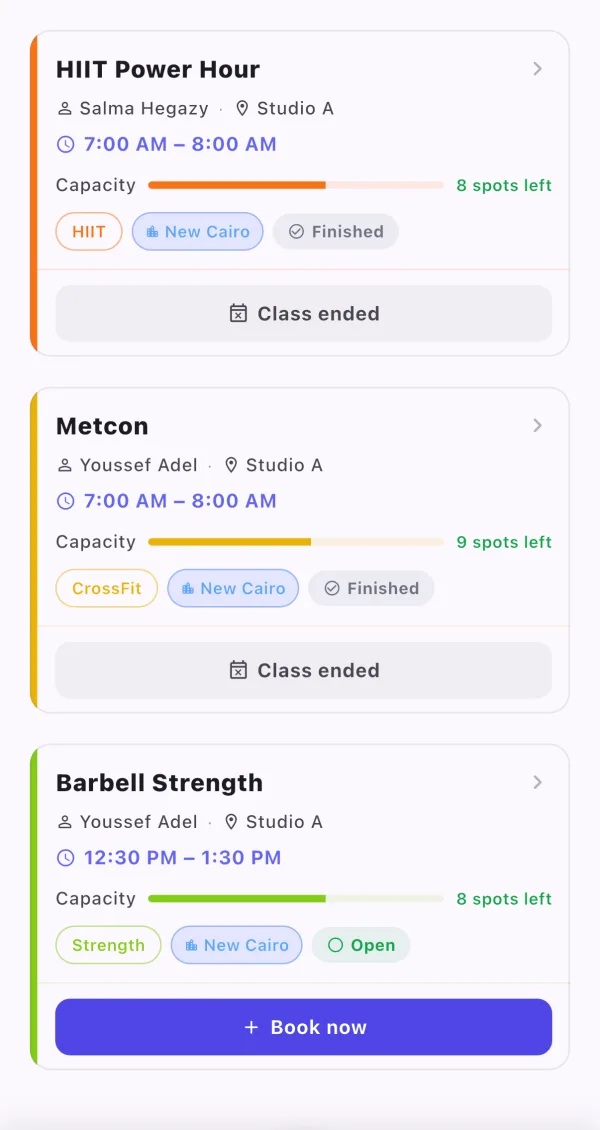 HIIT Power Hour
Salma Hegazy · Studio A
7:00 AM – 8:00 AM
Capacity 8 spots left
HIIT New Cairo Finished
Class ended
Metcon
Youssef Adel · Studio A
7:00 AM – 8:00 AM
Capacity 9 spots left
CrossFit New Cairo Finished
Class ended
Barbell Strength
Youssef Adel · Studio A
12:30 PM – 1:30 PM
Capacity 8 spots left
Strength New Cairo Open
+ Book now